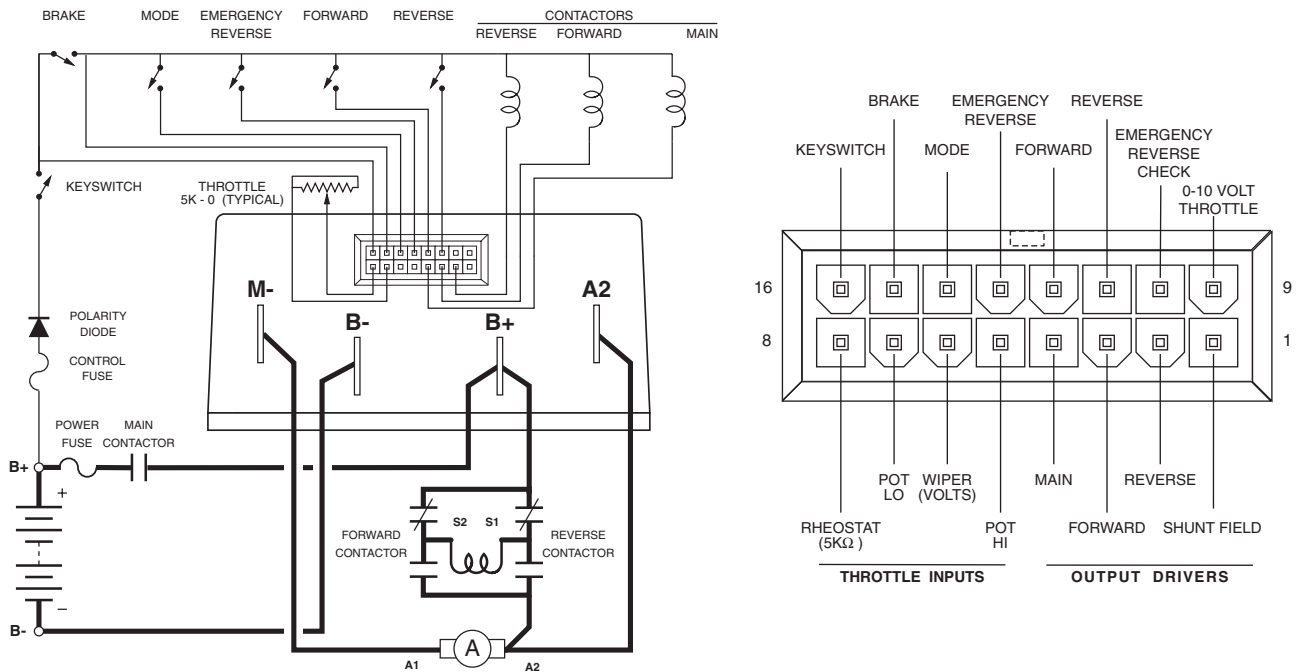 BRAKE
MODE
EMERGENCY
REVERSE
FORWARD
REVERSE
CONTACTORS
REVERSE
FORWARD
MAIN
KEYSWITCH
THROTTLE
5K - 0 (TYPICAL)
M-
B-
B+
A2
POLARITY
DIODE
CONTROL
FUSE
POWER
FUSE
MAIN
CONTACTOR
B+
+
–
B-
FORWARD
CONTACTOR
S2
S1
REVERSE
CONTACTOR
A
A1
A2
BRAKE
EMERGENCY
REVERSE
REVERSE
KEYSWITCH
MODE
FORWARD
EMERGENCY
REVERSE
CHECK
0-10 VOLT
THROTTLE
16
9
8
1
POT
LO
WIPER
(VOLTS)
MAIN
REVERSE
RHEOSTAT
(5KΩ )
POT
HI
FORWARD
SHUNT FIELD
THROTTLE INPUTS
OUTPUT DRIVERS